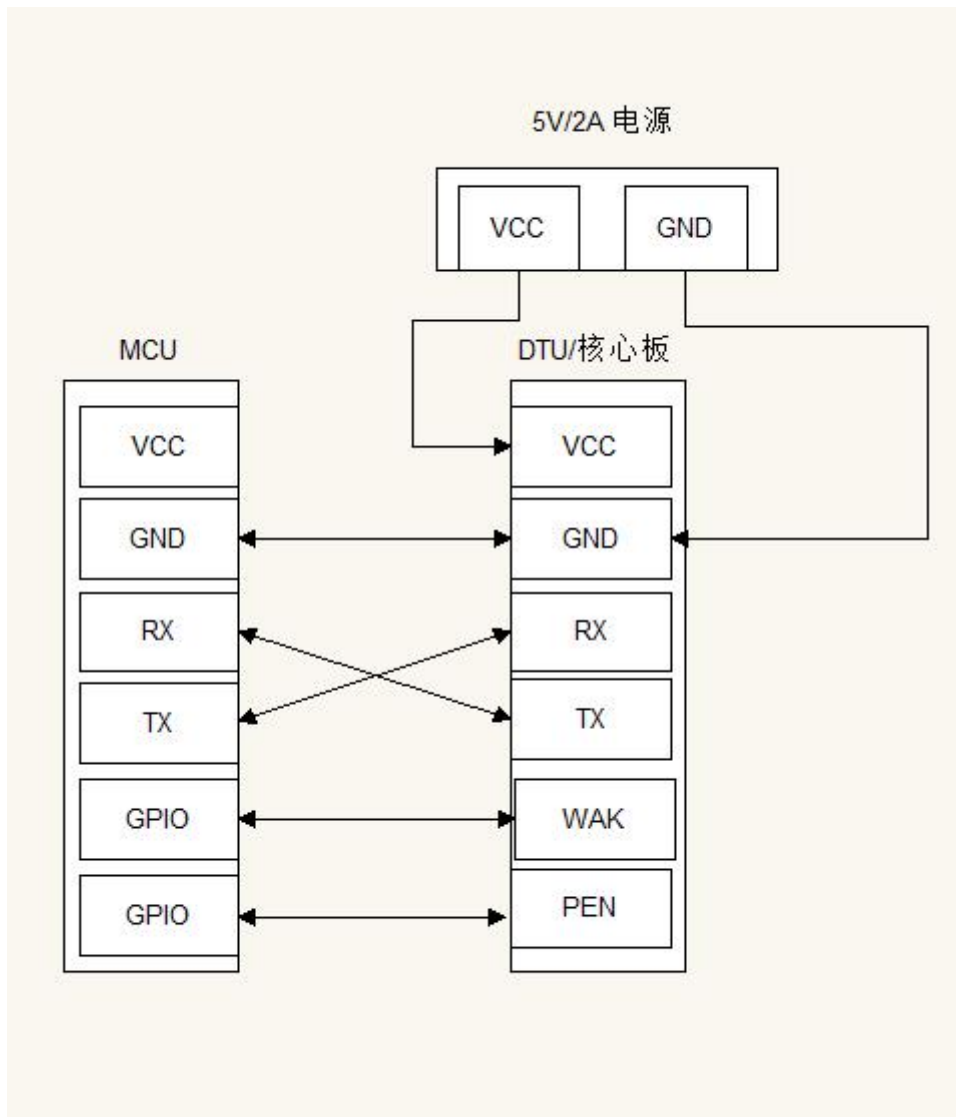 5V/2A 电源
VCC
GND
MCU
DTU/核心板
VCC
VCC
GND
GND
RX
RX
TX
TX
GPIO
WAK
GPIO
PEN